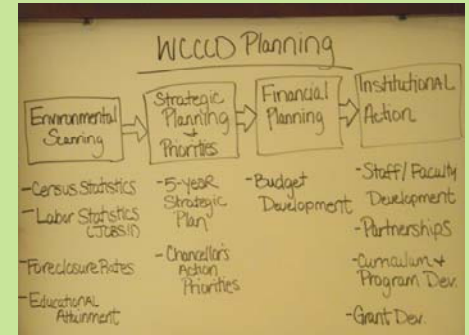 WCCCD Planning
Environmental
Scanning
Strategic
Planning
+
Priorities
Financial
Planning
Institutional
Action
-Census Statistics
-Labor Statistics
-Foreclosure Rates
-Educational
Attainment
-5-year
Strategic
Plan
-Chancellor's
Action
Priorities
-Budget
Development
-Staff/Faculty
Development
-Partnerships
-Curriculum +
Program Dev.
-Grant Dev.